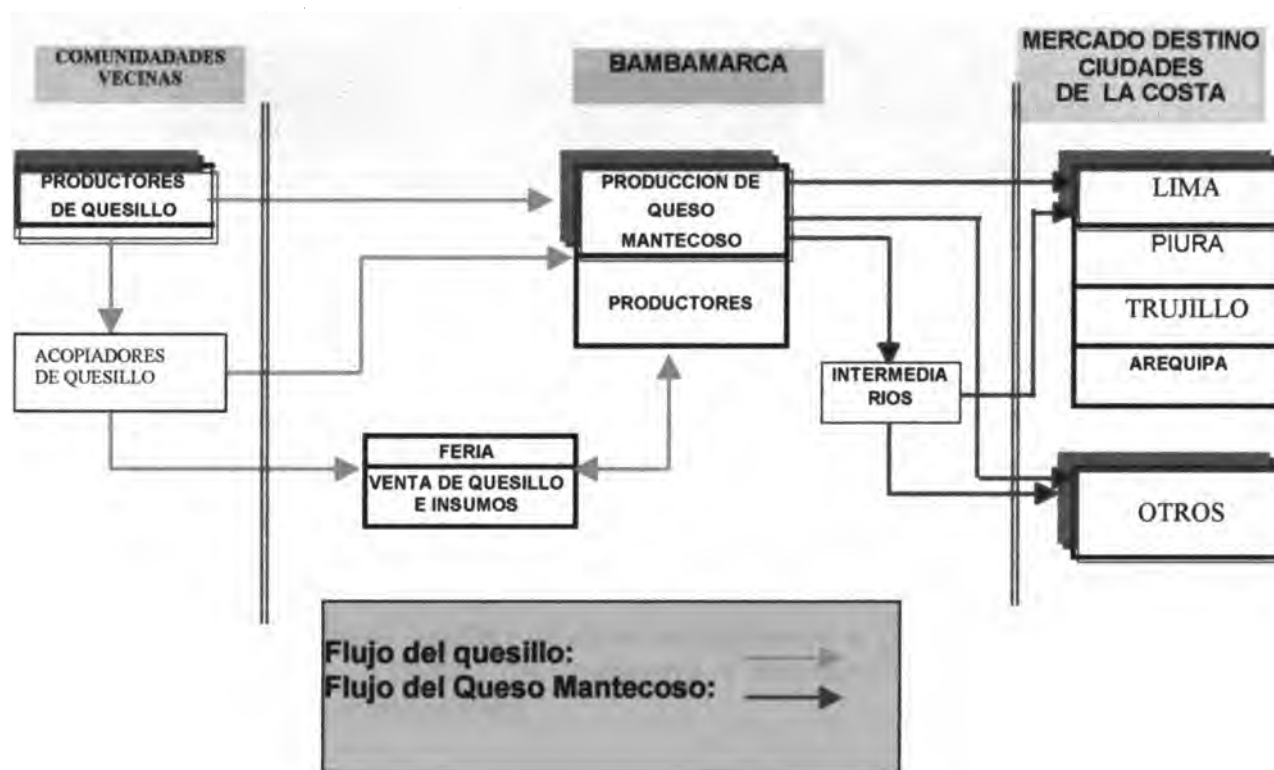 COMUNIDADADES
VECINAS
BAMBAMARCA
MERCADO DESTINO
CIUDADES
DE LA COSTA
PRODUCTORES
DE QUESILLO
PRODUCCION DE
QUESO
MANTECOSO
PRODUCTORES
LIMA
PIURA
TRUJILLO
AREQUIPA
ACOPIADORES
DE QUESILLO
INTERMEDIA
RIOS
FERIA
VENTA DE QUESILLO
E INSUMOS
OTROS
Flujo del quesillo:
Flujo del Queso Mantecoso: